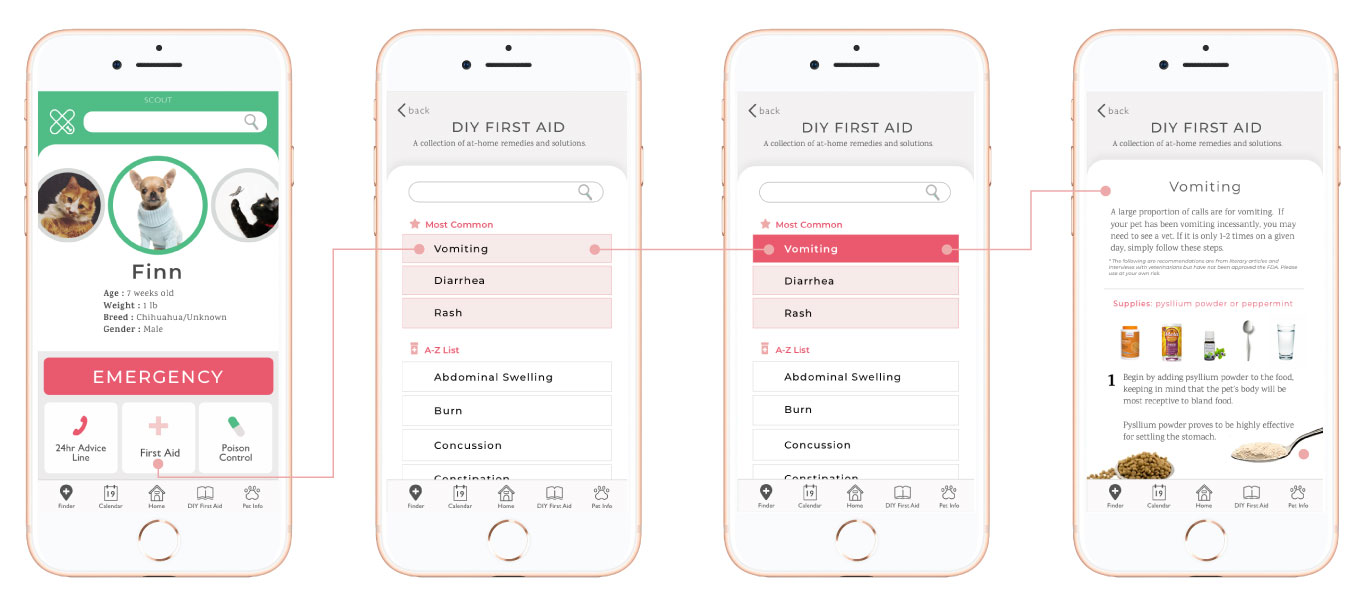 SCOUT
Finn
Age : 7 weeks old
Weight : 1 lb
Breed : Chihuahua/Unknown
Gender : Male
EMERGENCY
24hr Advice
Line
First Aid
Poison
Control
Finder
19
Calendar
Home
DIY First Aid
Pet Info
back
DIY FIRST AID
A collection of at-home remedies and solutions.
Most Common
Vomiting
Diarrhea
Rash
A-Z List
Abdominal Swelling
Burn
Concussion
Constipation
Finder
19
Calendar
Home
DIY First Aid
Pet Info
back
DIY FIRST AID
A collection of at-home remedies and solutions.
Most Common
Vomiting
Diarrhea
Rash
A-Z List
Abdominal Swelling
Burn
Concussion
Constipation
Finder
19
Calendar
Home
DIY First Aid
Pet Info
back
DIY FIRST AID
A collection of at-home remedies and solutions.
Vomiting
A large proportion of calls are for vomiting. If
your pet has been vomiting incessantly, you may
need to see a vet. If it is only 1-2 times on a given
day, simply follow these steps.
* The following are recommendations are from literary articles and
interviews with veterinarians but have not been approved the FDA. Please
use at your own risk
Supplies: pysllium powder or peppermint
1 Begin by adding psyllium powder to the food,
keeping in mind that the pet's body will be
most receptive to bland food.
Pysllium powder proves to be highly effective
for settling the stomach.
Finder
19
Calendar
Home
DIY First Aid
Pet Info